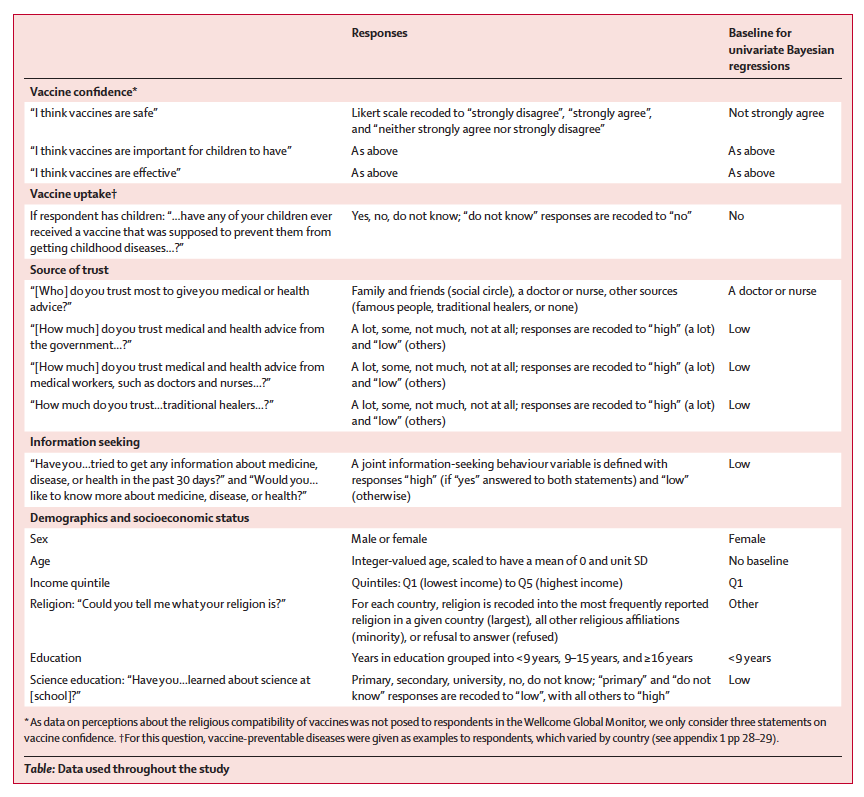 Responses
Baseline for
univariate Bayesian
regressions
Vaccine confidence*
“I think vaccines are safe”
Likert scale recoded to “strongly disagree”, “strongly agree”,
and “neither strongly agree nor strongly disagree”
Not strongly agree
“I think vaccines are important for children to have”
As above
As above
“I think vaccines are effective”
As above
As above
Vaccine uptake†
If respondent has children: “…have any of your children ever
received a vaccine that was supposed to prevent them from
getting childhood diseases…?”
Yes, no, do not know; “do not know” responses are recoded to “no”
No
Source of trust
“[Who] do you trust most to give you medical or health
advice?”
Family and friends (social circle), a doctor or nurse, other sources
(famous people, traditional healers, or none)
A doctor or nurse
“[How much] do you trust medical and health advice from
the government…?”
A lot, some, not much, not at all; responses are recoded to “high” (a lot)
and “low” (others)
Low
“[How much] do you trust medical and health advice from
medical workers, such as doctors and nurses…?”
A lot, some, not much, not at all; responses are recoded to “high” (a lot)
and “low” (others)
Low
“How much do you trust…traditional healers…?”
A lot, some, not much, not at all; responses are recoded to “high” (a lot)
and “low” (others)
Low
Information seeking
“Have you…tried to get any information about medicine,
disease, or health in the past 30 days?” and “Would you…
like to know more about medicine, disease, or health?”
A joint information-seeking behaviour variable is defined with
responses “high” (if “yes” answered to both statements) and “low”
(otherwise)
Low
Demographics and socioeconomic status
Sex
Male or female
Female
Age
Integer-valued age, scaled to have a mean of 0 and unit SD
No baseline
Income quintile
Quintiles: Q1 (lowest income) to Q5 (highest income)
Q1
Religion: “Could you tell me what your religion is?”
For each country, religion is recoded into the most frequently reported
religion in a given country (largest), all other religious affiliations
(minority), or refusal to answer (refused)
Other
Education
Years in education grouped into <9 years, 9–15 years, and ≥16 years
<9 years
Science education: “Have you…learned about science at
[school]?”
Primary, secondary, university, no, do not know; “primary” and “do not
know” responses are recoded to “low”, with all others to “high”
Low
*As data on perceptions about the religious compatibility of vaccines was not posed to respondents in the Wellcome Global Monitor, we only consider three statements on
vaccine confidence. †For this question, vaccine-preventable diseases were given as examples to respondents, which varied by country (see appendix 1 pp 28–29).
Table: Data used throughout the study